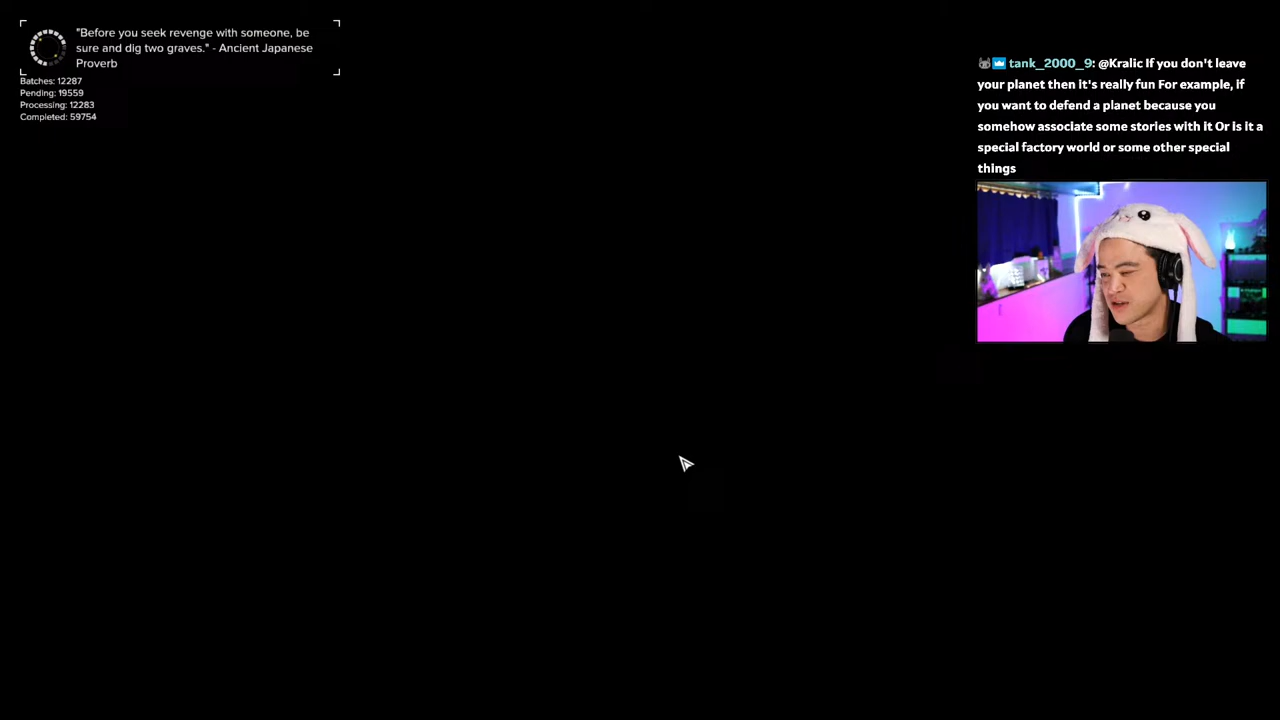 "Before you seek revenge with someone, be
sure and dig two graves." - Ancient Japanese
Proverb
Batches: 12287
Pending: 19559
Processing: 12283
Completed: 59754
tank_2000_9: @Kralic If you don't leave
your planet then it's really fun For example, if
you want to defend a planet because you
somehow associate some stories with it Or is it a
special factory world or some other special
things